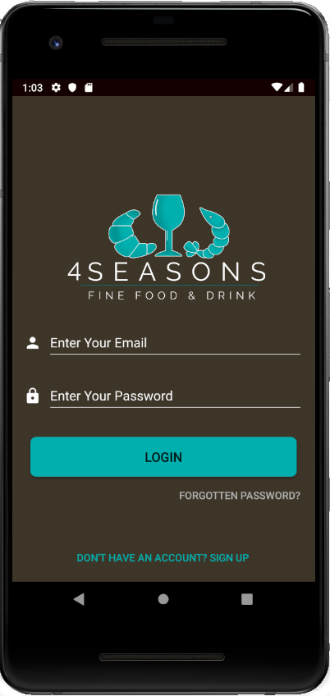 1:03
4SEASONS
FINE FOOD & DRINK
Enter Your Email
Enter Your Password
LOGIN
FORGOTTEN PASSWORD?
DON'T HAVE AN ACCOUNT? SIGN UP